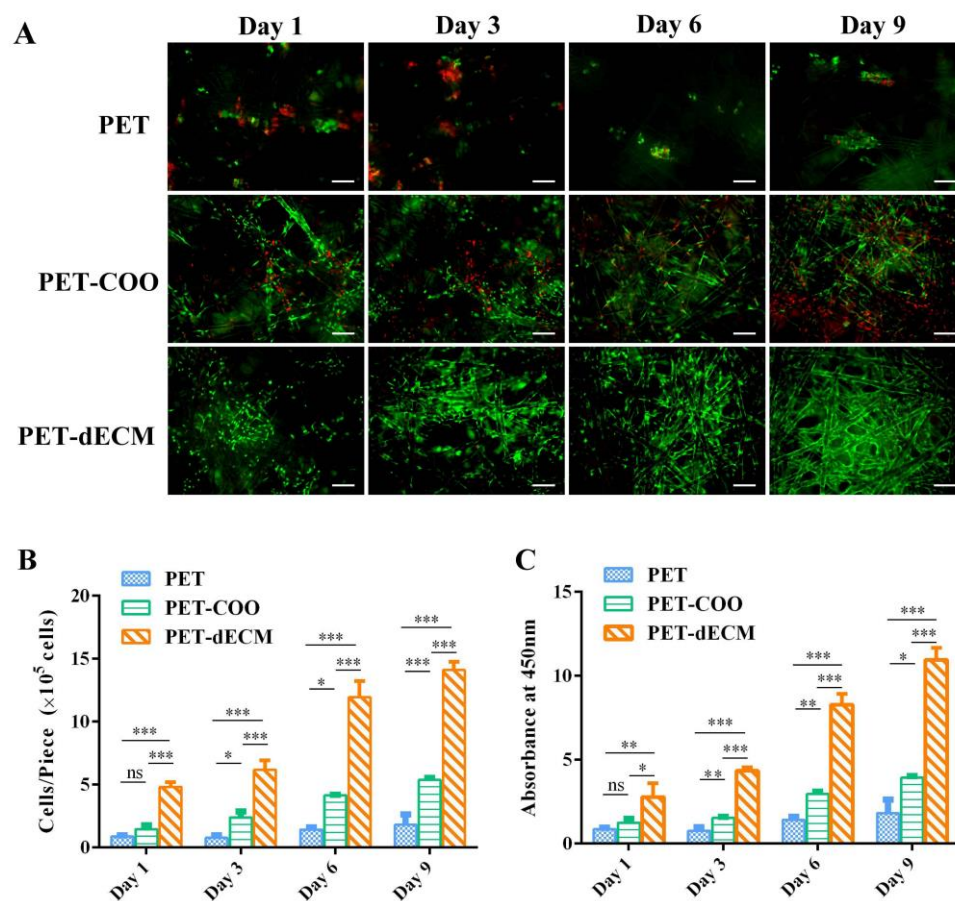 A
Day 1 Day 3 Day 6 Day 9
PET
PET-COO
PET-dECM
B
PET
PET-COO
PET-dECM
Cells/Piece (×10⁵ cells)
20
15
10
5
0
*** *** ns
*** *** *
*** *** *
*** *** ***
Day 1 Day 3 Day 6 Day 9
C
PET
PET-COO
PET-dECM
Absorbance at 450nm
15
10
5
0
** * ns
*** *** **
*** *** **
*** *** *
Day 1 Day 3 Day 6 Day 9